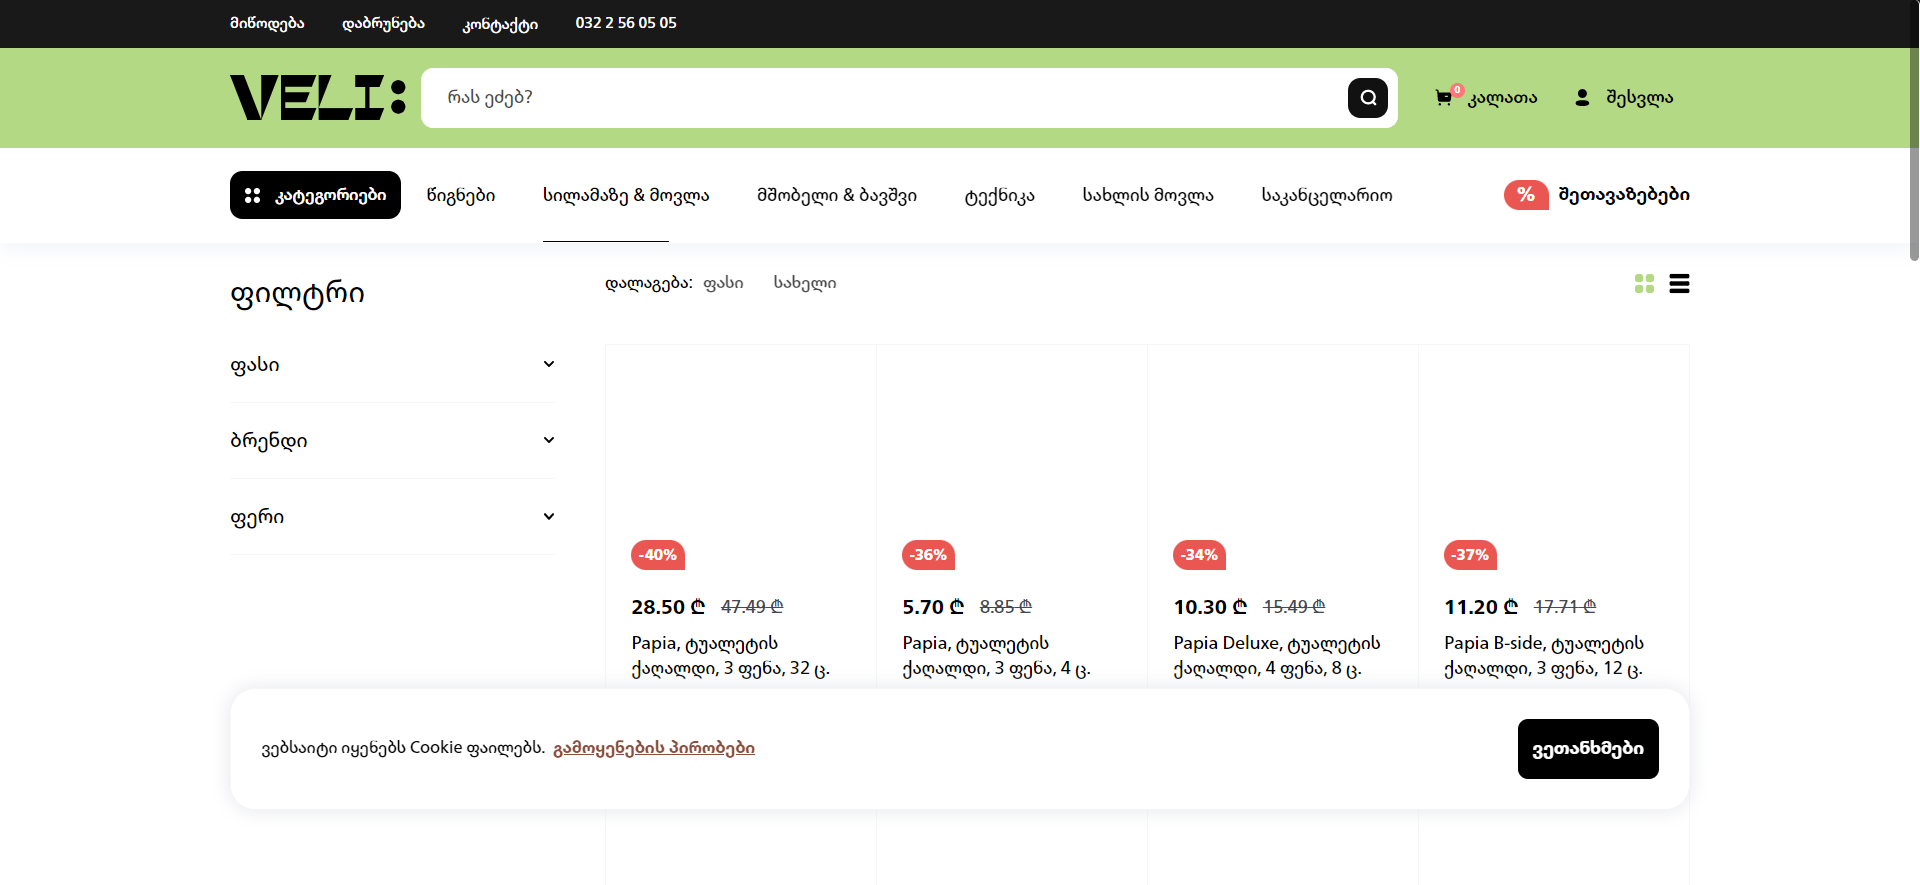 მიწოდება დაბრუნება კონტაქტი 032 2 56 05 05
VELI: რას ეძებ? 0 კალათა შესვლა
კატეგორიები წიგნები სილამაზე & მოვლა მშობელი & ბავშვი ტექნიკა სახლის მოვლა საკანცელარიო % შეთავაზებები
ფილტრი
დალაგება: ფასი სახელი
ფასი
ბრენდი
ფერი
-40% -36% -34% -37%
28.50 ₾ 47.49 ₾ 5.70 ₾ 8.85 ₾ 10.30 ₾ 15.49 ₾ 11.20 ₾ 17.71 ₾
Papia, ტუალეტის Papia, ტუალეტის Papia Deluxe, ტუალეტის Papia B-side, ტუალეტის
ქაღალდი, 3 ფენა, 32 ც. ქაღალდი, 3 ფენა, 4 ც. ქაღალდი, 4 ფენა, 8 ც. ქაღალდი, 3 ფენა, 12 ც.
ვებსაიტი იყენებს Cookie ფაილებს. გამოყენების პირობები ვეთანხმები